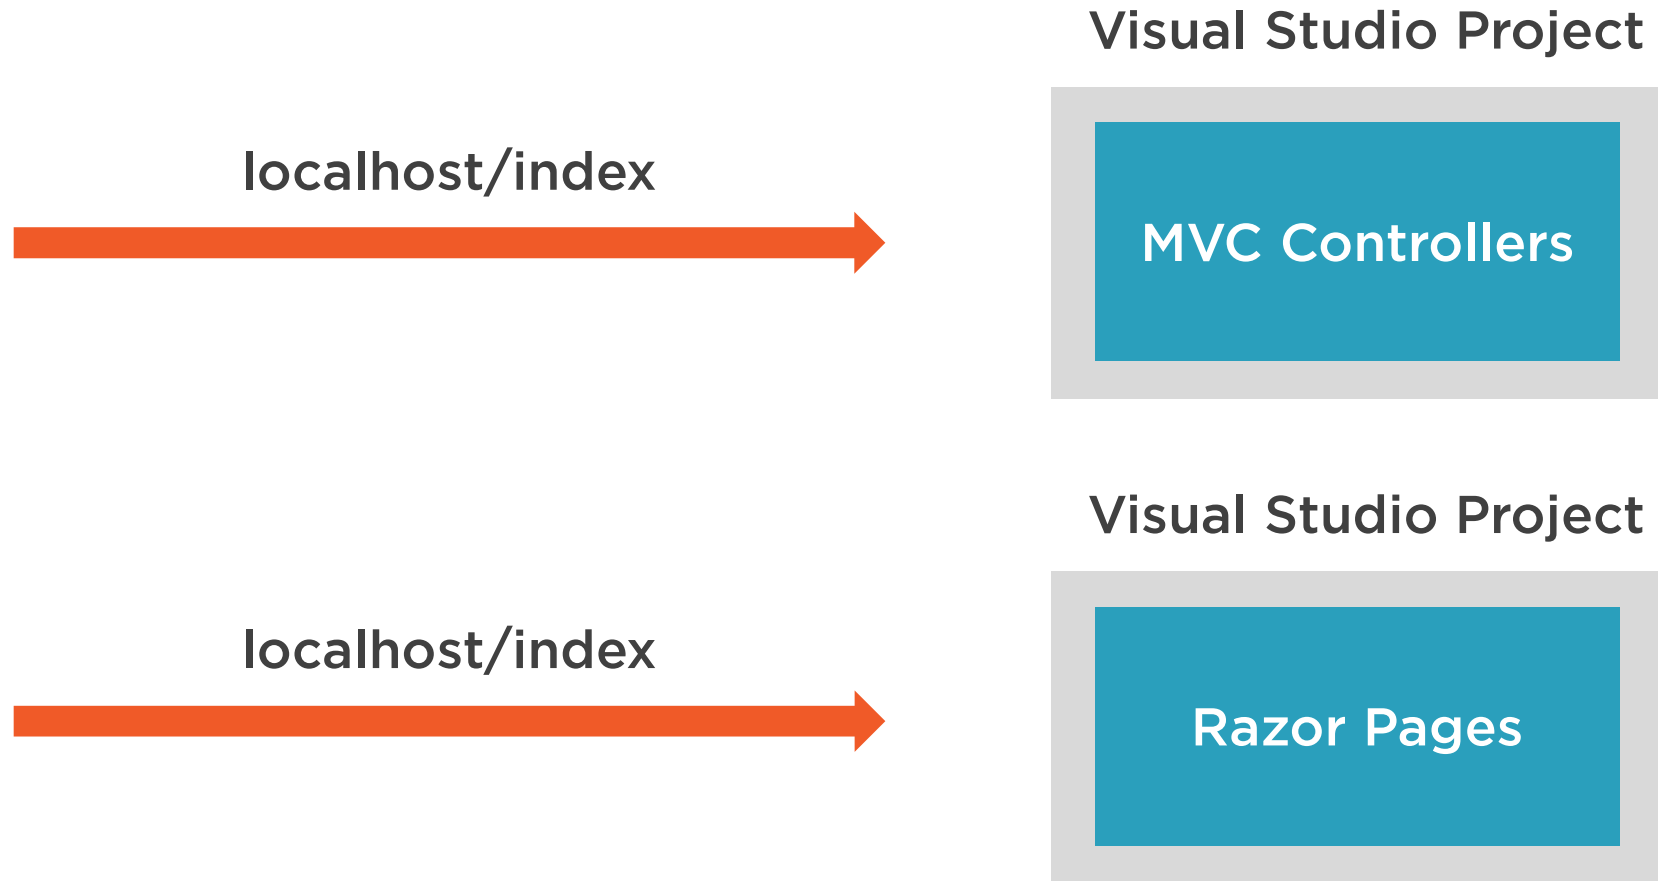 Visual Studio Project
localhost/index
MVC Controllers
Visual Studio Project
localhost/index
Razor Pages